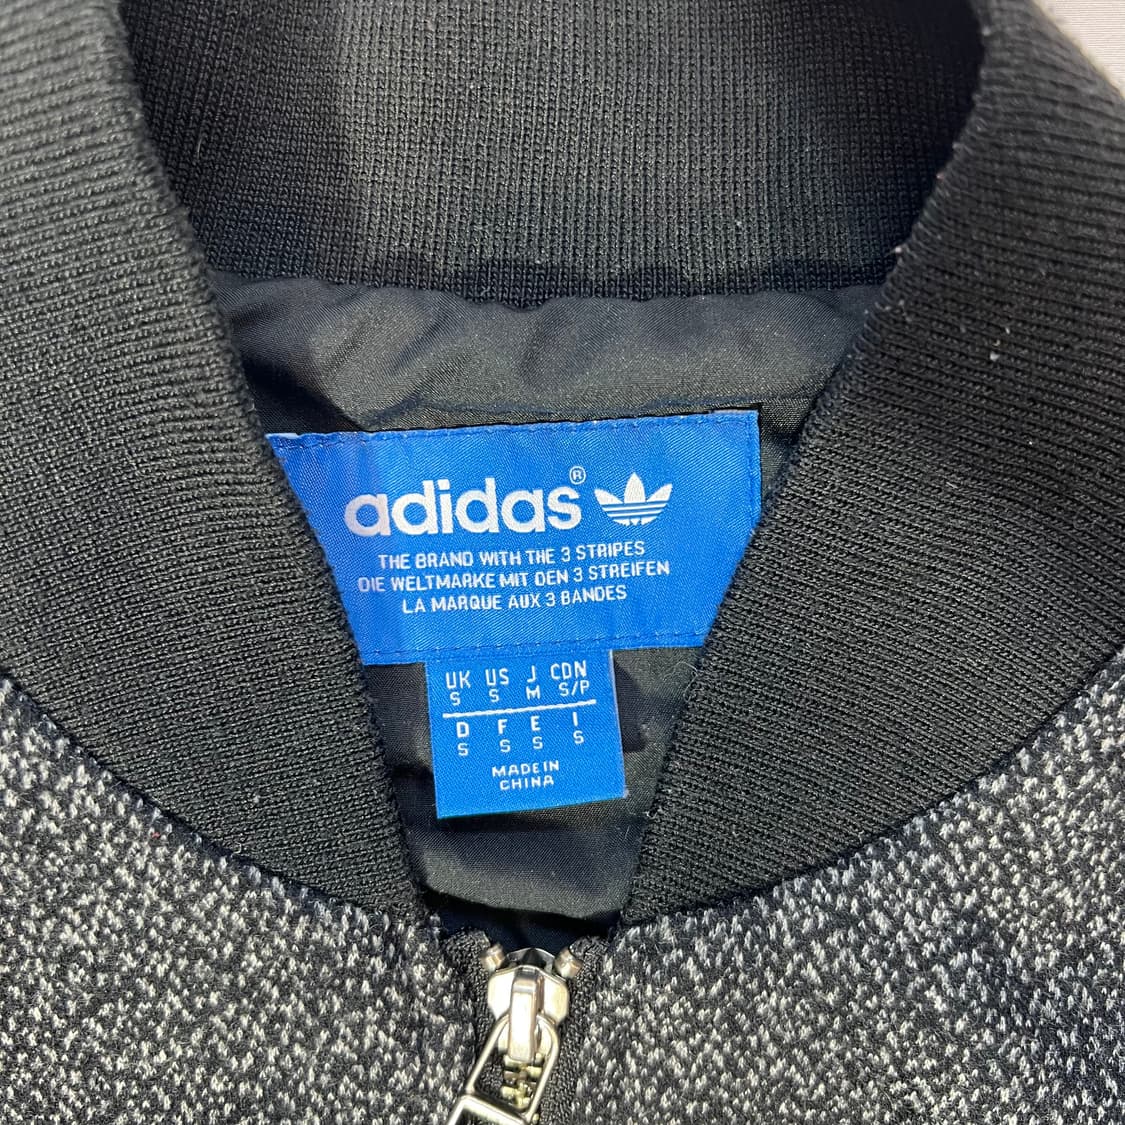 adidas®
THE BRAND WITH THE 3 STRIPES
DIE WELTMARKE MIT DEN 3 STREIFEN
LA MARQUE AUX 3 BANDES
UK US J CDN
S S M S/P
D F E I
S S S S
MADE IN
CHINA